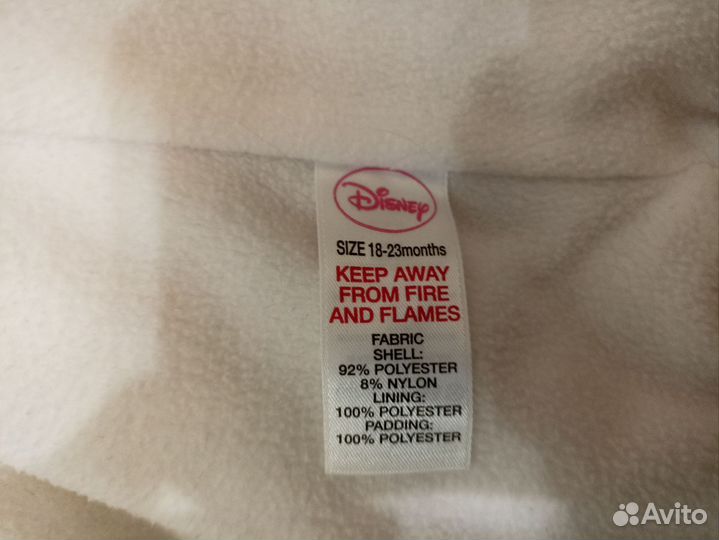 Disney
SIZE 18-23months
KEEP AWAY
FROM FIRE
AND FLAMES
FABRIC
SHELL:
92% POLYESTER
8% NYLON
LINING:
100% POLYESTER
PADDING:
100% POLYESTER
Avito